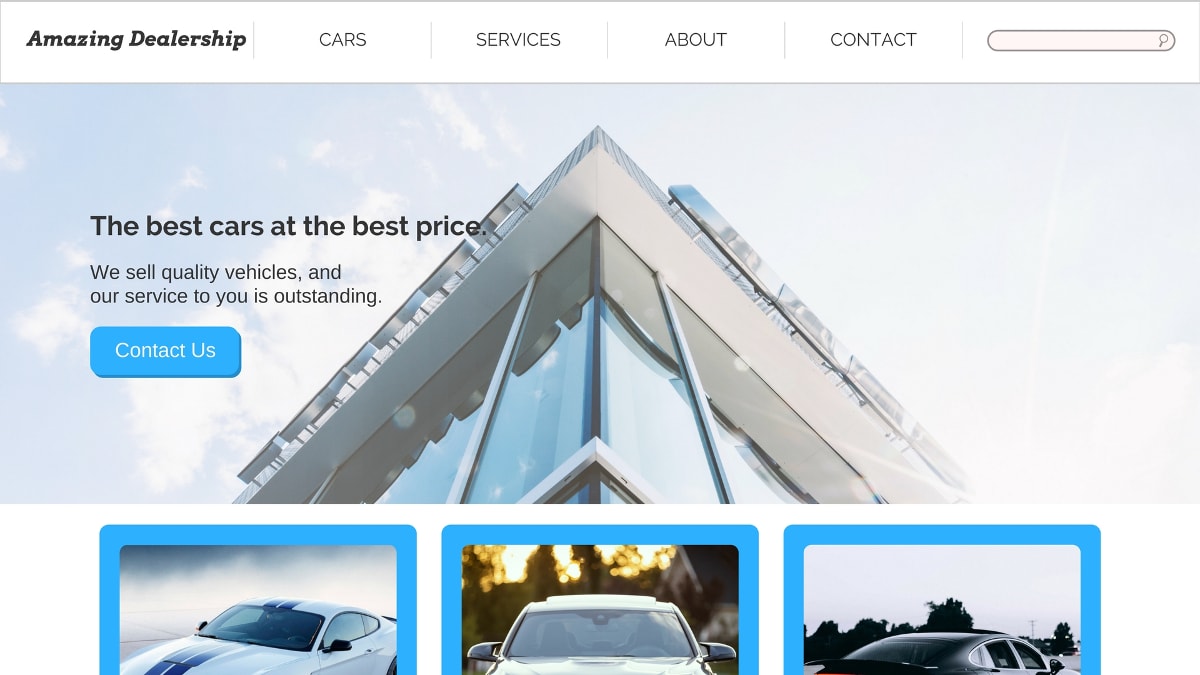 Amazing Dealership
CARS
SERVICES
ABOUT
CONTACT
The best cars at the best price.
We sell quality vehicles, and
our service to you is outstanding.
Contact Us